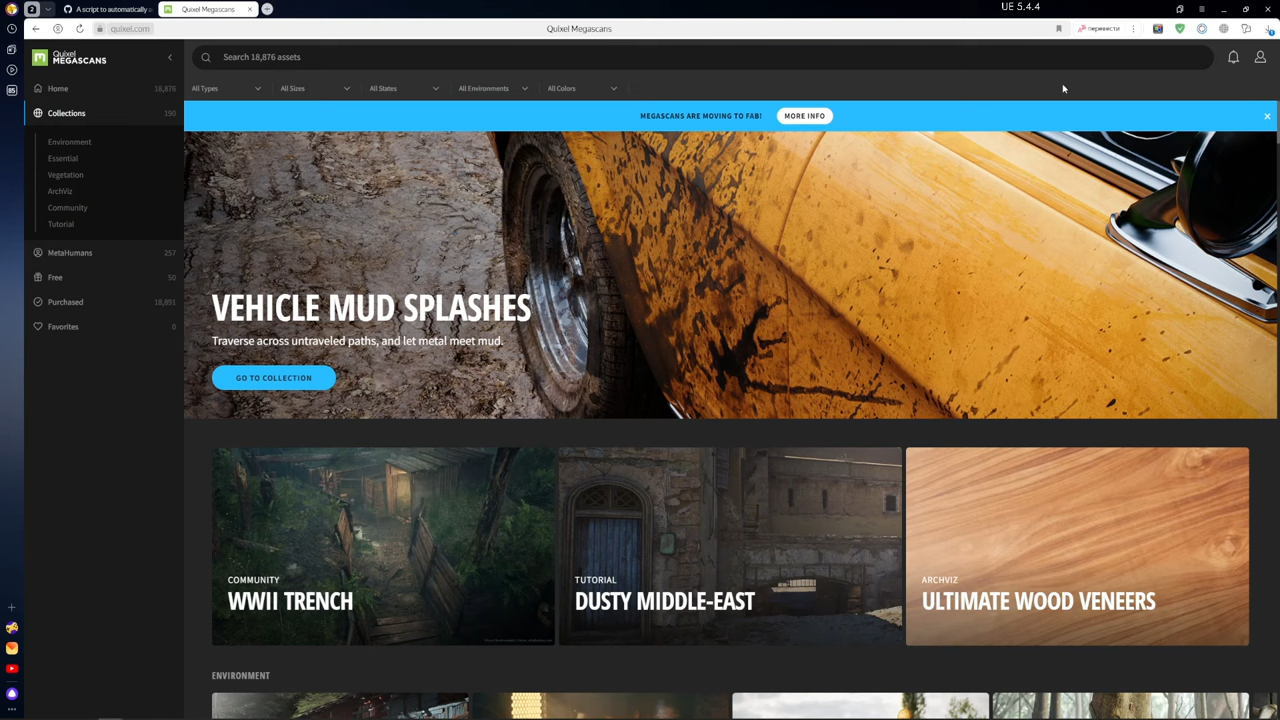 UE 5.4.4
2
A script to automatically
Quixel Megascans
quixel.com
Quixel Megascans
перевести
Quixel
MEGASCANS
Search 18,876 assets
Home 18,876
All Types
All Sizes
All States
All Environments
All Colors
Collections 190
MEGASCANS ARE MOVING TO FAB!
MORE INFO
Environment
Essential
Vegetation
ArchViz
Community
Tutorial
MetaHumans 257
Free 50
Purchased 18,891
Favorites 0
VEHICLE MUD SPLASHES
Traverse across untraveled paths, and let metal meet mud.
GO TO COLLECTION
COMMUNITY
WWII TRENCH
TUTORIAL
DUSTY MIDDLE-EAST
ARCHVIZ
ULTIMATE WOOD VENEERS
ENVIRONMENT